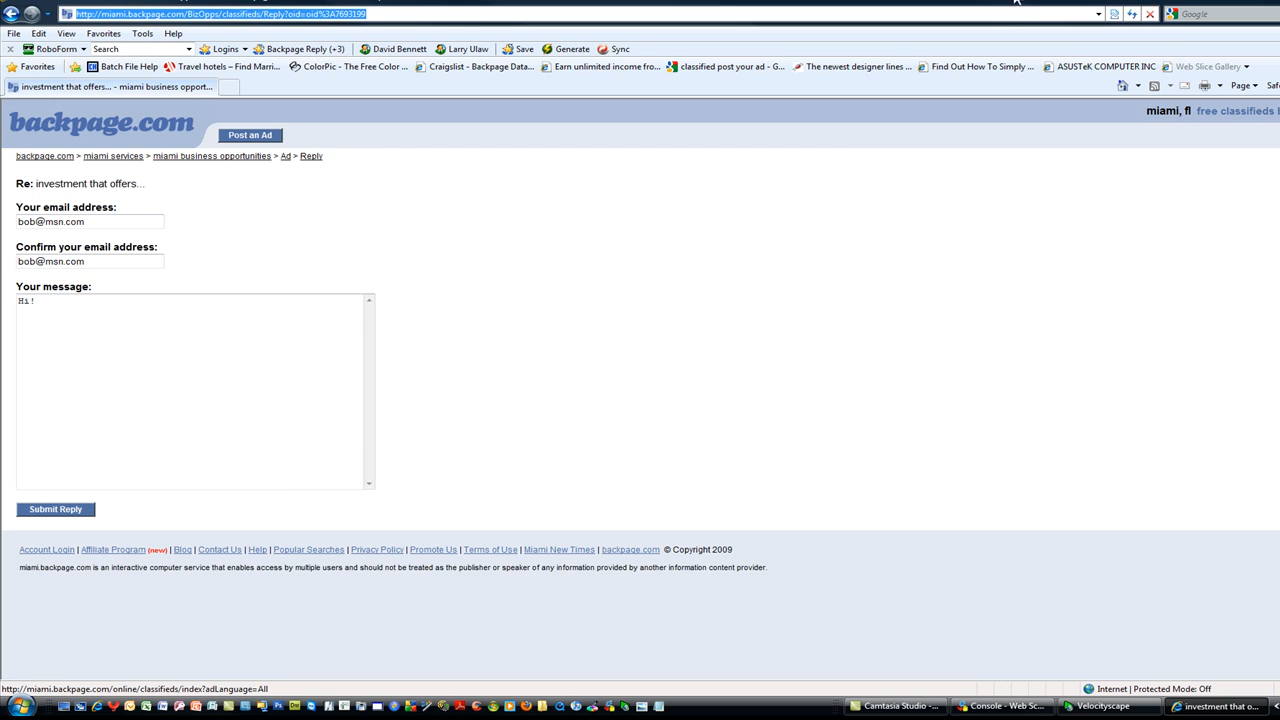 http://miami.backpage.com/BizOpps/classifieds/Reply?oid=oid%3A7693199
Google
File Edit View Favorites Tools Help
RoboForm Search Logins Backpage Reply (+3) David Bennett Larry Ulaw Save Generate Sync
Favorites Batch File Help Travel hotels – Find Marri... ColorPic - The Free Color ... Craigslist - Backpage Data... Earn unlimited income fro... classified post your ad - G... The newest designer lines ... Find Out How To Simply ... ASUSTeK COMPUTER INC Web Slice Gallery
investment that offers... - miami business opport...
Page Saf
miami, fl free classifieds
backpage.com
Post an Ad
backpage.com > miami services > miami business opportunities > Ad > Reply
Re: investment that offers...
Your email address:
bob@msn.com
Confirm your email address:
bob@msn.com
Your message:
Hi!
Submit Reply
Account Login | Affiliate Program (new) | Blog | Contact Us | Help | Popular Searches | Privacy Policy | Promote Us | Terms of Use | Miami New Times | backpage.com © Copyright 2009
miami.backpage.com is an interactive computer service that enables access by multiple users and should not be treated as the publisher or speaker of any information provided by another information content provider.
http://miami.backpage.com/online/classifieds/index?adLanguage=All
Internet | Protected Mode: Off
Camtasia Studio -... Console - Web Sc... Velocityscape investment that o...